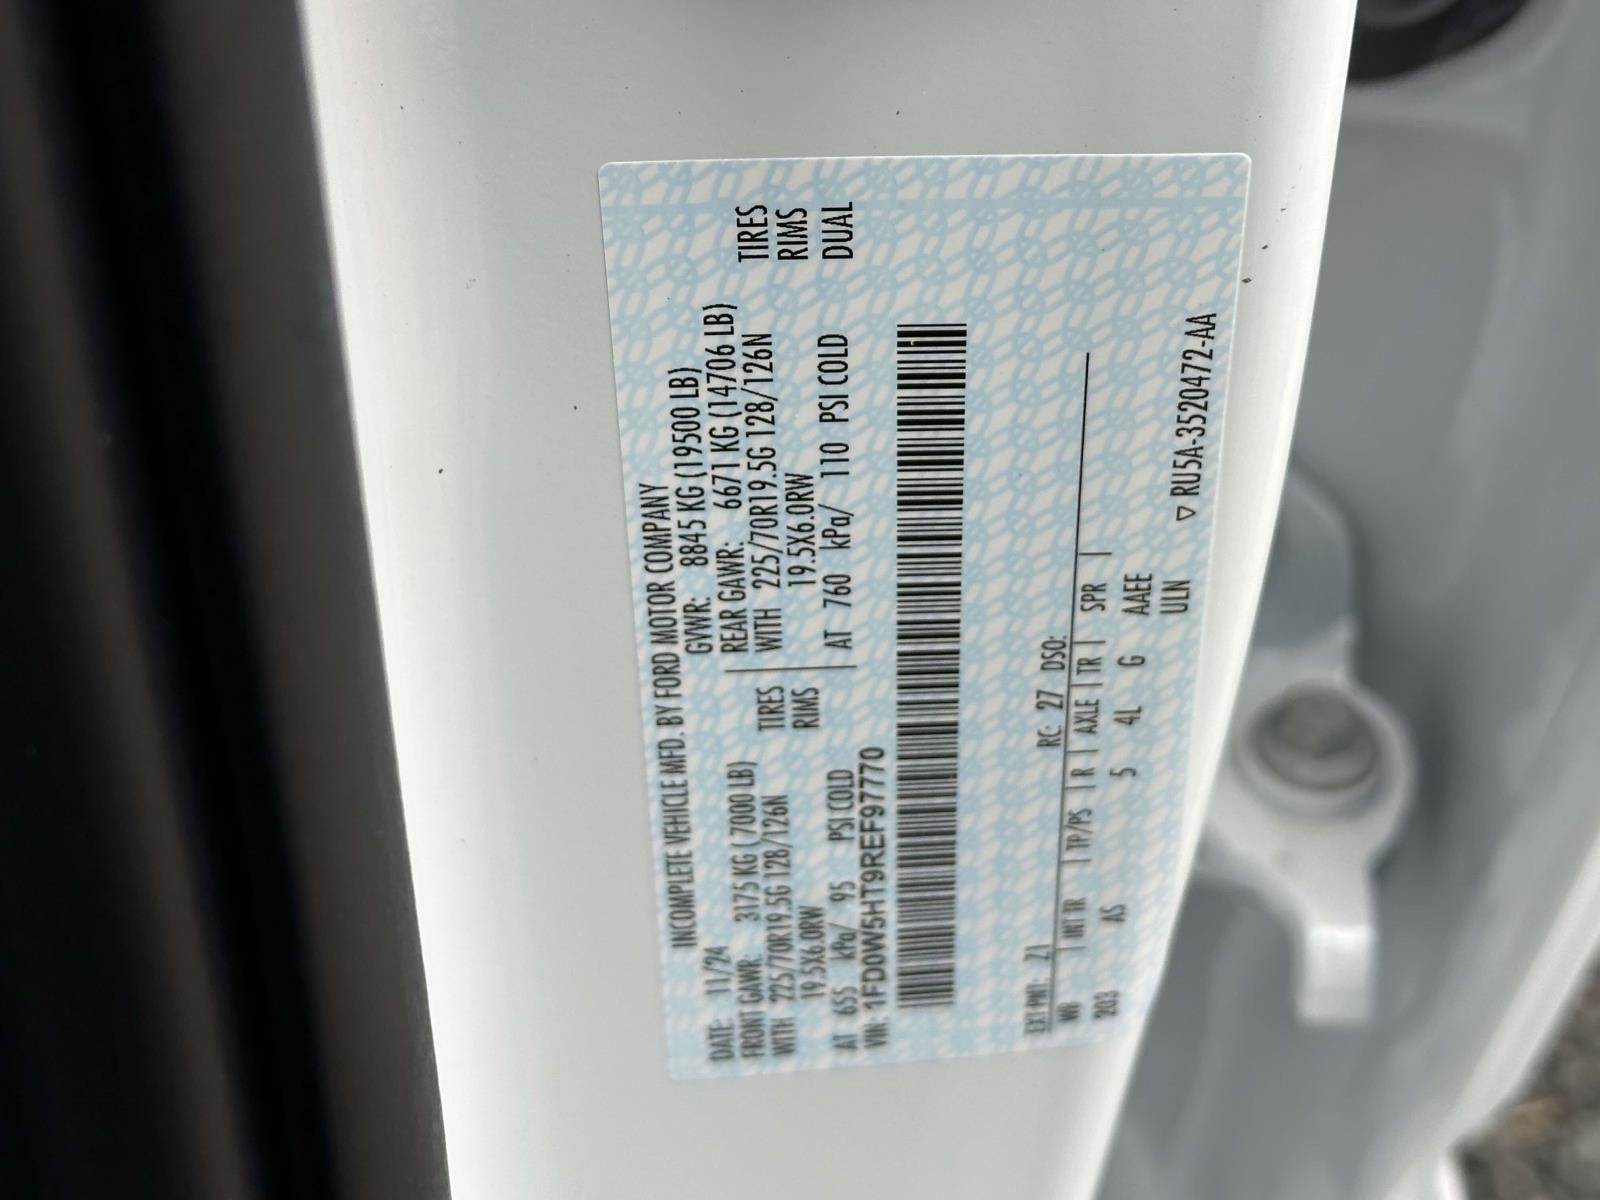 INCOMPLETE VEHICLE MFD. BY FORD MOTOR COMPANY
DATE: 11/24 GVWR: 8845 KG (19500 LB)
FRONT GAWR: 3175 KG (7000 LB) REAR GAWR: 6671 KG (14706 LB)
WITH 225/70R19.5G 128/126N TIRES WITH 225/70R19.5G 128/126N TIRES
19.5X6.0RW RIMS 19.5X6.0RW RIMS
AT 655 kPa/ 95 PSI COLD AT 760 kPa/ 110 PSI COLD DUAL
VIN: 1FD0W5HT9REF97770
EXT PNT: Z1 RC: 27 DSO:
WB INT TR TP/PS R AXLE TR SPR
203 AS 5 4L G AAEE
ULN
▽ RU5A-3520472-AA